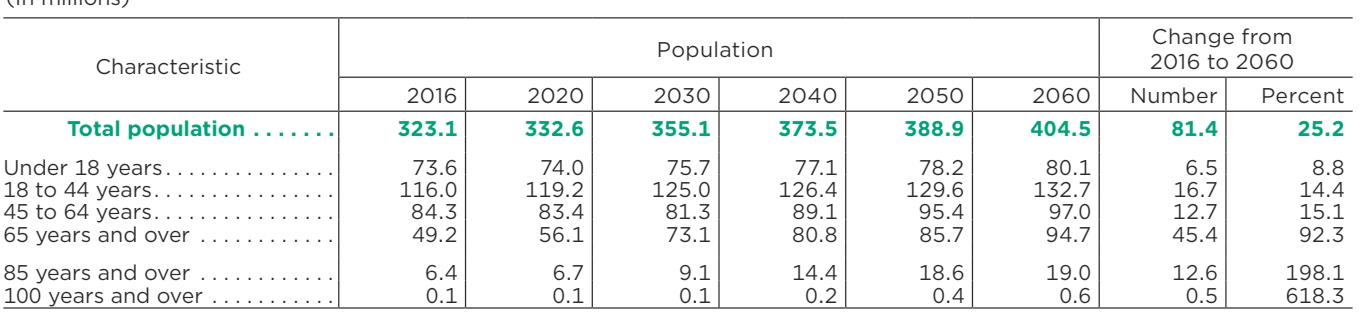 (In millions)
Characteristic Population Change from 2016 to 2060
2016 2020 2030 2040 2050 2060 Number Percent
Total population ....... 323.1 332.6 355.1 373.5 388.9 404.5 81.4 25.2
Under 18 years............... 73.6 74.0 75.7 77.1 78.2 80.1 6.5 8.8
18 to 44 years................ 116.0 119.2 125.0 126.4 129.6 132.7 16.7 14.4
45 to 64 years................ 84.3 83.4 81.3 89.1 95.4 97.0 12.7 15.1
65 years and over ............ 49.2 56.1 73.1 80.8 85.7 94.7 45.4 92.3
85 years and over ............ 6.4 6.7 9.1 14.4 18.6 19.0 12.6 198.1
100 years and over ........... 0.1 0.1 0.1 0.2 0.4 0.6 0.5 618.3